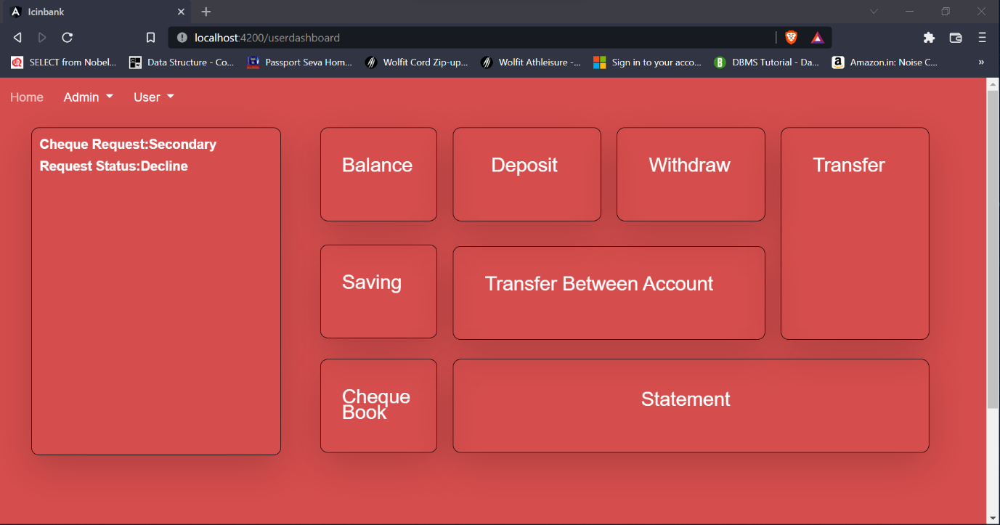 Icinbank
localhost:4200/userdashboard
SELECT from Nobel...
Data Structure - Co...
Passport Seva Hom...
Wolfit Cord Zip-up...
Wolfit Athleisure -...
Sign in to your acco...
DBMS Tutorial - Da...
Amazon.in: Noise C...
Home
Admin
User
Cheque Request:Secondary
Request Status:Decline
Balance
Deposit
Withdraw
Transfer
Saving
Transfer Between Account
Cheque
Book
Statement